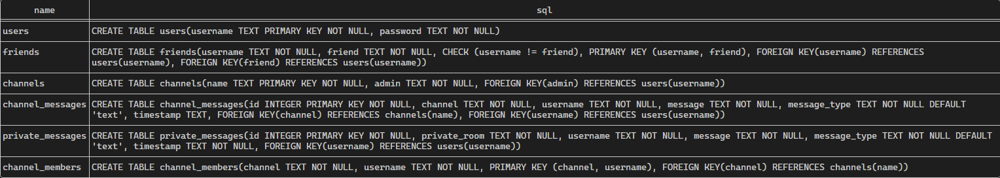 name sql
users CREATE TABLE users(username TEXT PRIMARY KEY NOT NULL, password TEXT NOT NULL)
friends CREATE TABLE friends(username TEXT NOT NULL, friend TEXT NOT NULL, CHECK (username != friend), PRIMARY KEY (username, friend), FOREIGN KEY(username) REFERENCES
users(username), FOREIGN KEY(friend) REFERENCES users(username))
channels CREATE TABLE channels(name TEXT PRIMARY KEY NOT NULL, admin TEXT NOT NULL, FOREIGN KEY(admin) REFERENCES users(username))
channel_messages CREATE TABLE channel_messages(id INTEGER PRIMARY KEY NOT NULL, channel TEXT NOT NULL, username TEXT NOT NULL, message TEXT NOT NULL, message_type TEXT NOT NULL DEFAULT
'text', timestamp TEXT, FOREIGN KEY(channel) REFERENCES channels(name), FOREIGN KEY(username) REFERENCES users(username))
private_messages CREATE TABLE private_messages(id INTEGER PRIMARY KEY NOT NULL, private_room TEXT NOT NULL, username TEXT NOT NULL, message TEXT NOT NULL, message_type TEXT NOT NULL DEFAULT
'text', timestamp TEXT NOT NULL, FOREIGN KEY(username) REFERENCES users(username))
channel_members CREATE TABLE channel_members(channel TEXT NOT NULL, username TEXT NOT NULL, PRIMARY KEY (channel, username), FOREIGN KEY(channel) REFERENCES channels(name))